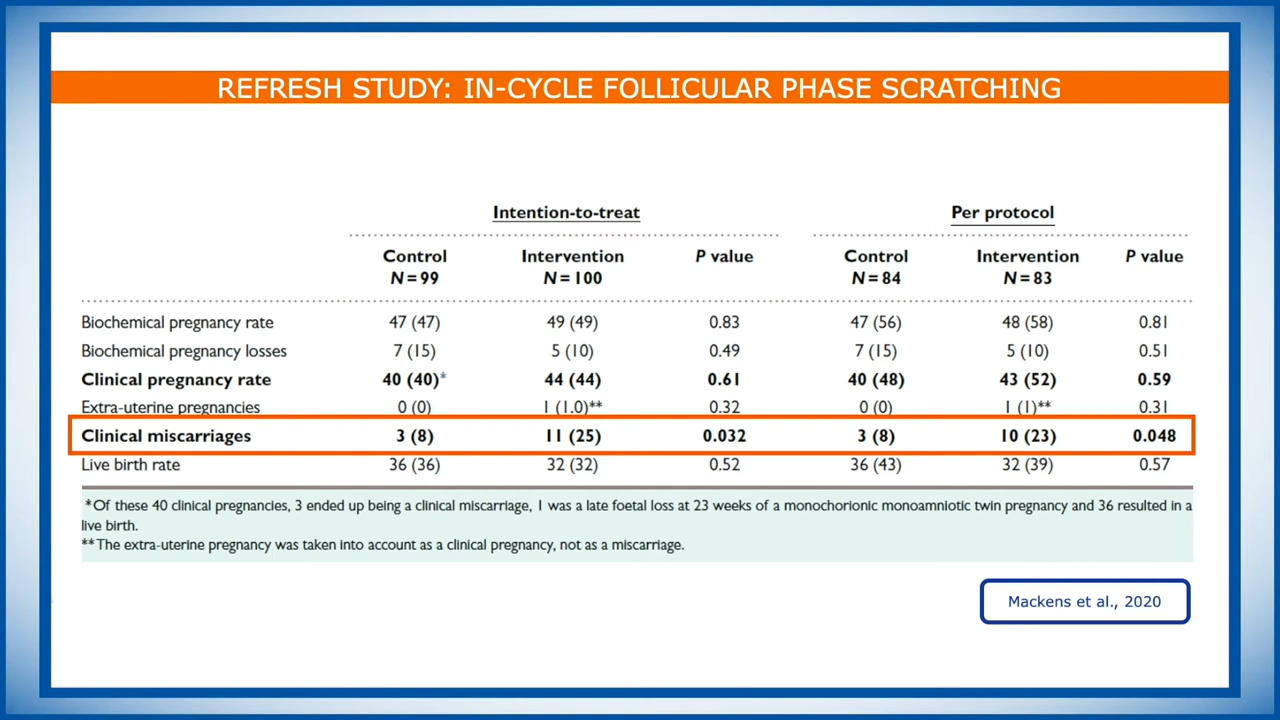 REFRESH STUDY: IN-CYCLE FOLLICULAR PHASE SCRATCHING
Intention-to-treat Per protocol
Control Intervention P value Control Intervention P value
N=99 N=100 N=84 N=83
Biochemical pregnancy rate 47 (47) 49 (49) 0.83 47 (56) 48 (58) 0.81
Biochemical pregnancy losses 7 (15) 5 (10) 0.49 7 (15) 5 (10) 0.51
Clinical pregnancy rate 40 (40)* 44 (44) 0.61 40 (48) 43 (52) 0.59
Extra-uterine pregnancies 0 (0) 1 (1.0)** 0.32 0 (0) 1 (1)** 0.31
Clinical miscarriages 3 (8) 11 (25) 0.032 3 (8) 10 (23) 0.048
Live birth rate 36 (36) 32 (32) 0.52 36 (43) 32 (39) 0.57
*Of these 40 clinical pregnancies, 3 ended up being a clinical miscarriage, 1 was a late foetal loss at 23 weeks of a monochorionic monoamniotic twin pregnancy and 36 resulted in a
live birth.
**The extra-uterine pregnancy was taken into account as a clinical pregnancy, not as a miscarriage.
Mackens et al., 2020